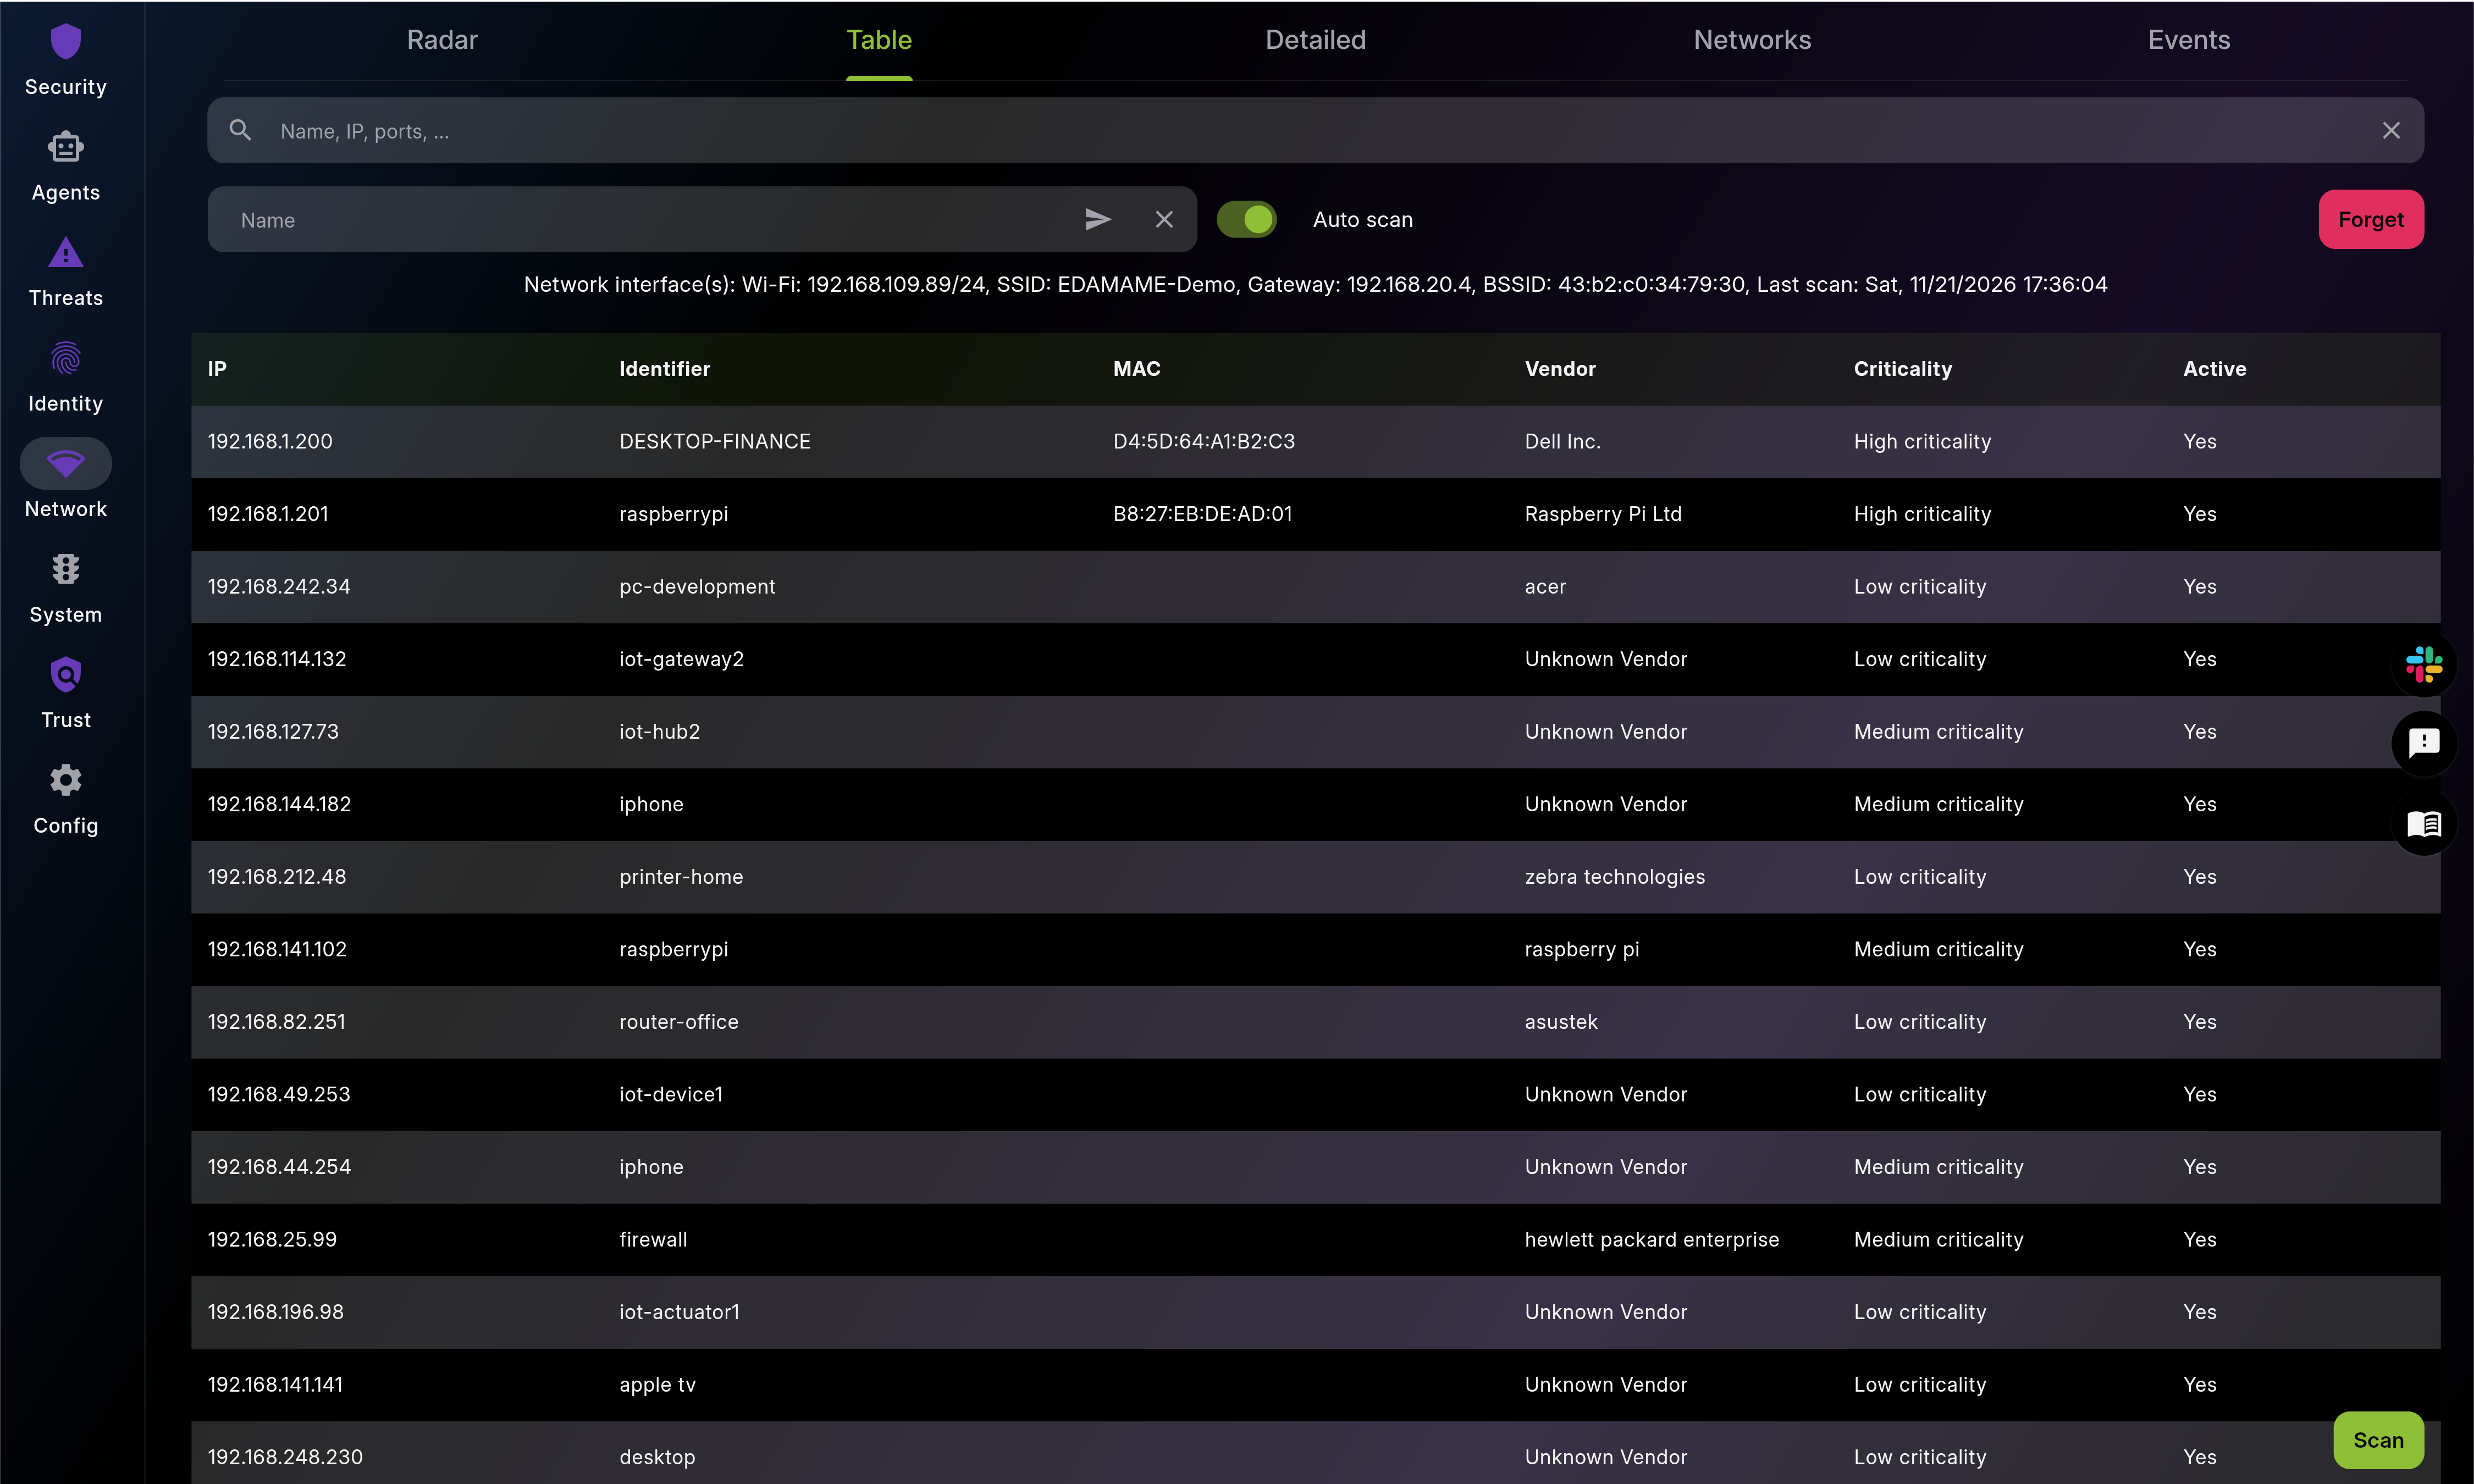 Security
Agents
Threats
Identity
Network
System
Trust
Config
Radar Table Detailed Networks Events
Name, IP, ports, ...
Name Auto scan Forget
Network interface(s): Wi-Fi: 192.168.109.89/24, SSID: EDAMAME-Demo, Gateway: 192.168.20.4, BSSID: 43:b2:c0:34:79:30, Last scan: Sat, 11/21/2026 17:36:04
IP Identifier MAC Vendor Criticality Active
192.168.1.200 DESKTOP-FINANCE D4:5D:64:A1:B2:C3 Dell Inc. High criticality Yes
192.168.1.201 raspberrypi B8:27:EB:DE:AD:01 Raspberry Pi Ltd High criticality Yes
192.168.242.34 pc-development acer Low criticality Yes
192.168.114.132 iot-gateway2 Unknown Vendor Low criticality Yes
192.168.127.73 iot-hub2 Unknown Vendor Medium criticality Yes
192.168.144.182 iphone Unknown Vendor Medium criticality Yes
192.168.212.48 printer-home zebra technologies Low criticality Yes
192.168.141.102 raspberrypi raspberry pi Medium criticality Yes
192.168.82.251 router-office asustek Low criticality Yes
192.168.49.253 iot-device1 Unknown Vendor Low criticality Yes
192.168.44.254 iphone Unknown Vendor Medium criticality Yes
192.168.25.99 firewall hewlett packard enterprise Medium criticality Yes
192.168.196.98 iot-actuator1 Unknown Vendor Low criticality Yes
192.168.141.141 apple tv Unknown Vendor Low criticality Yes
192.168.248.230 desktop Unknown Vendor Low criticality Yes
Scan